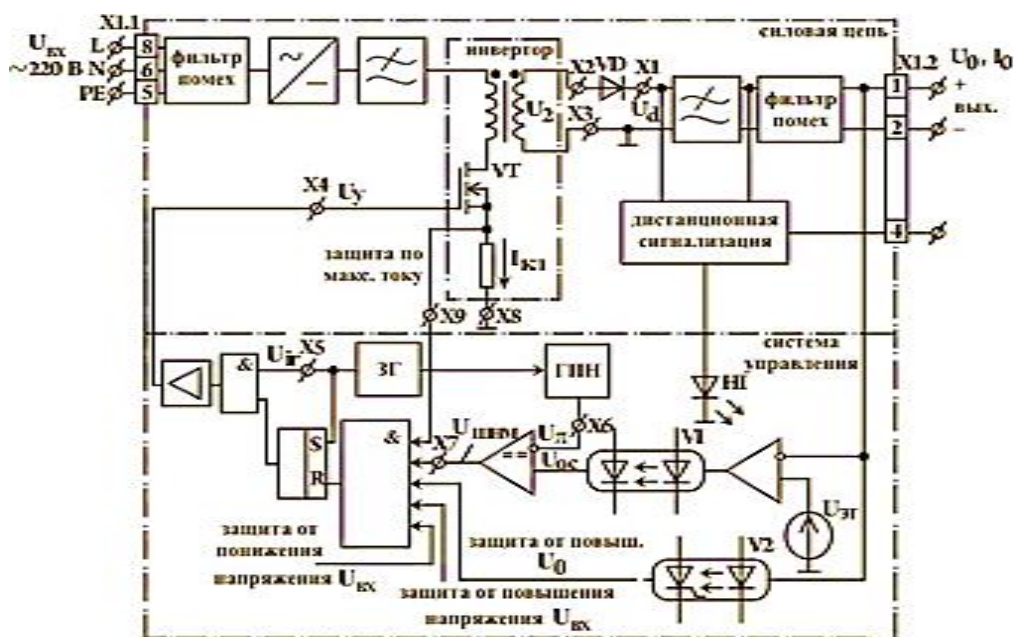 X1.1
Uвх
~220 В
L
N
PE
8
6
5
фильтр
помех
~
−
инвертор
X2
VD
X1
X3
U2
Ud
силовая цепь
фильтр
помех
X1.2
U0, I0
1
2
4
+
вых.
−
VT
X4
Uу
защита по
макс. току
Iк1
X9
X8
дистанционная
сигнализация
система
управления
&
Uзг
X5
ЗГ
ГПН
HL
X6
Uп
Uос
V1
S
R
&
X7
Uшим
==
Uэт
защита от
понижения
напряжения Uвх
защита от повыш.
U0
V2
защита от повышения
напряжения Uвх